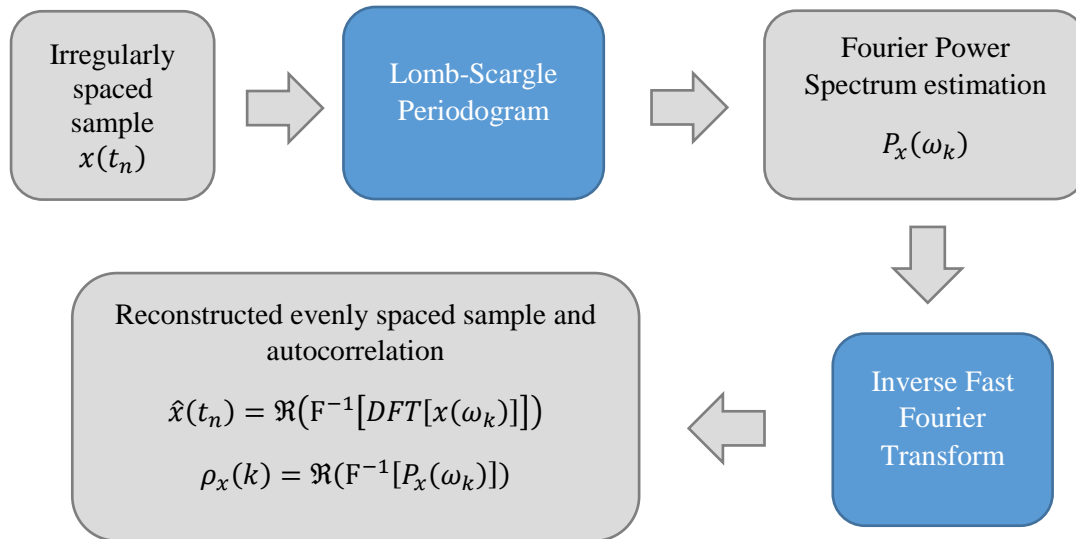 Irregularly
spaced
sample
𝑥(𝑡ₙ)
Lomb-Scargle
Periodogram
Fourier Power
Spectrum estimation
𝑃ₓ(𝜔ₖ)
Reconstructed evenly spaced sample and
autocorrelation
𝑥̂(𝑡ₙ) = ℜ(F⁻¹[𝐷𝐹𝑇[𝑥(𝜔ₖ)]])
𝜌ₓ(𝑘) = ℜ(F⁻¹[𝑃ₓ(𝜔ₖ)])
Inverse Fast
Fourier
Transform